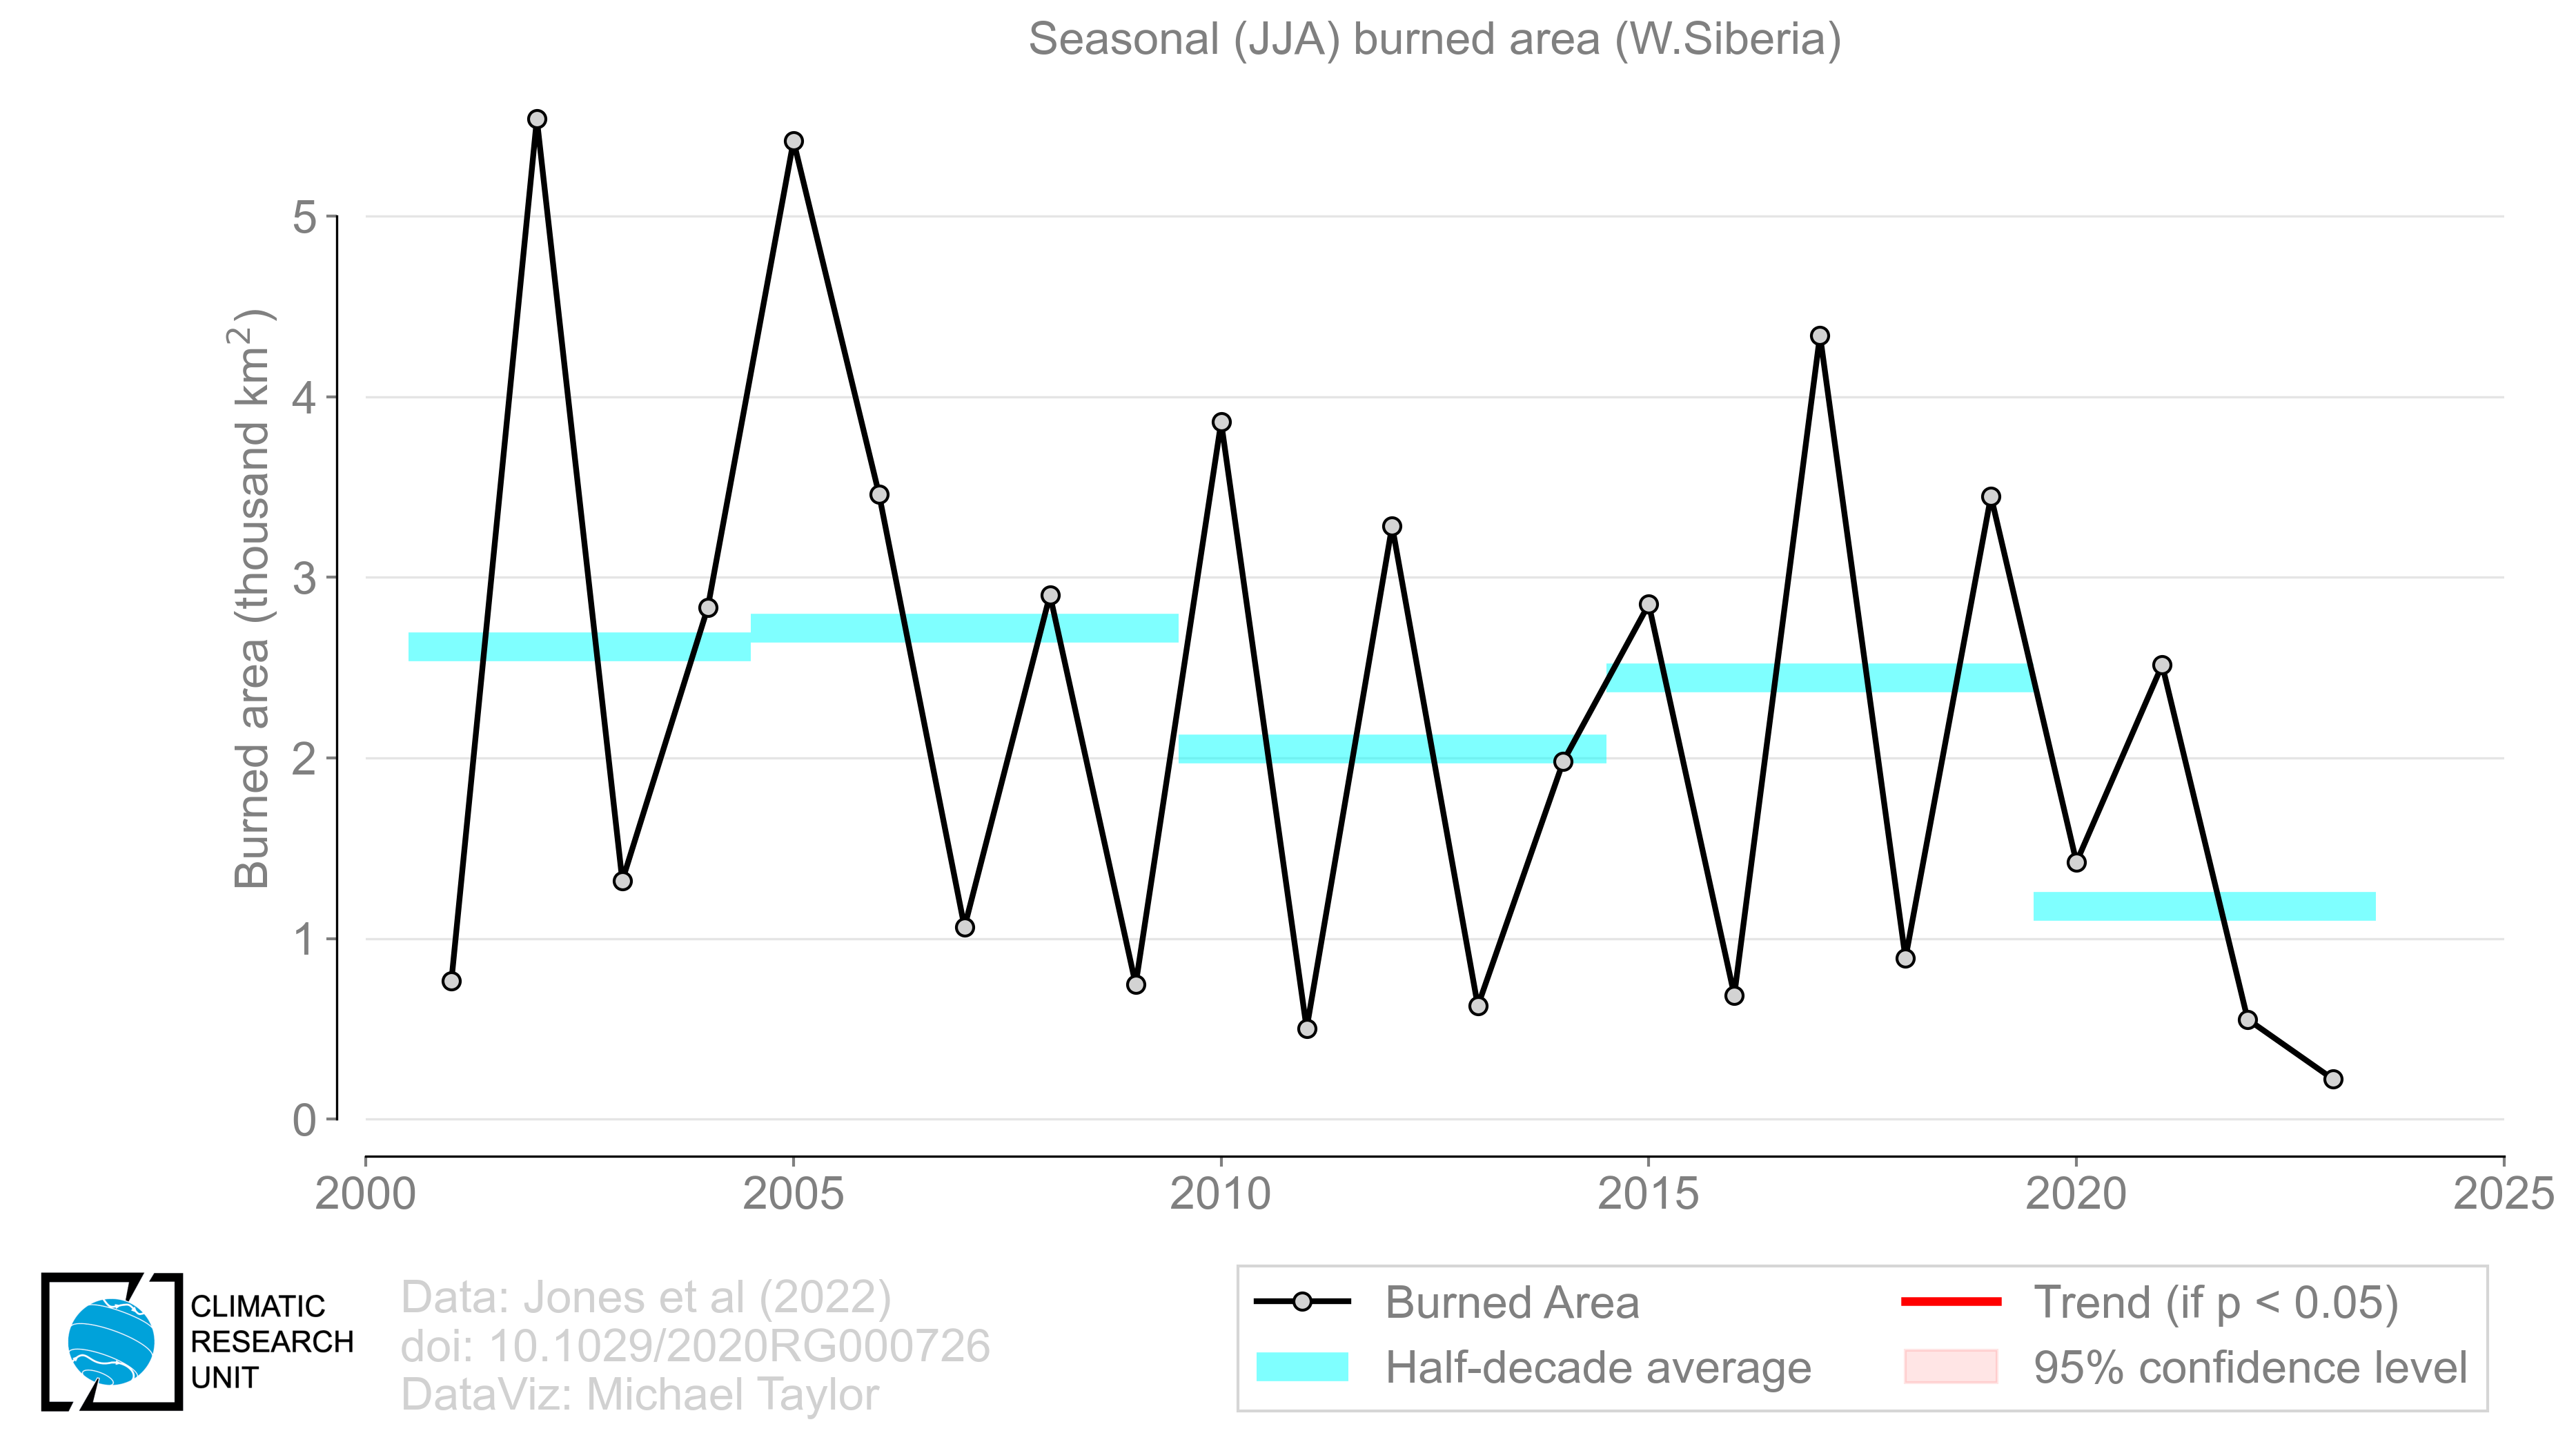 Seasonal (JJA) burned area (W.Siberia)
Burned area (thousand km²)
5
4
3
2
1
0
2000
2005
2010
2015
2020
2025
CLIMATIC
RESEARCH
UNIT
Data: Jones et al (2022)
doi: 10.1029/2020RG000726
DataViz: Michael Taylor
Burned Area
Half-decade average
Trend (if p < 0.05)
95% confidence level